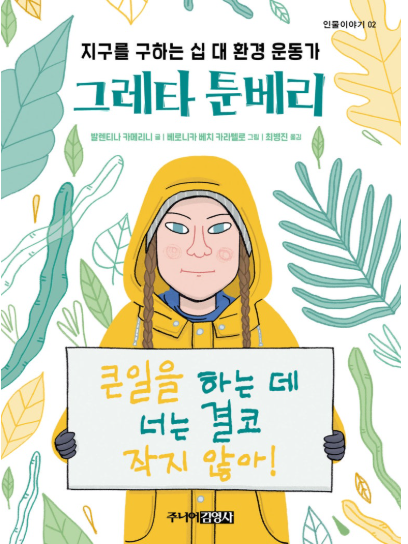 인물이야기 02
지구를 구하는 십 대 환경 운동가
그레타 툰베리
발렌티나 카메리니 글 | 베로니카 베치 카라텔로 그림 | 최병진 옮김
큰일을 하는 데
너는 결코
작지 않아!
주니어김영사